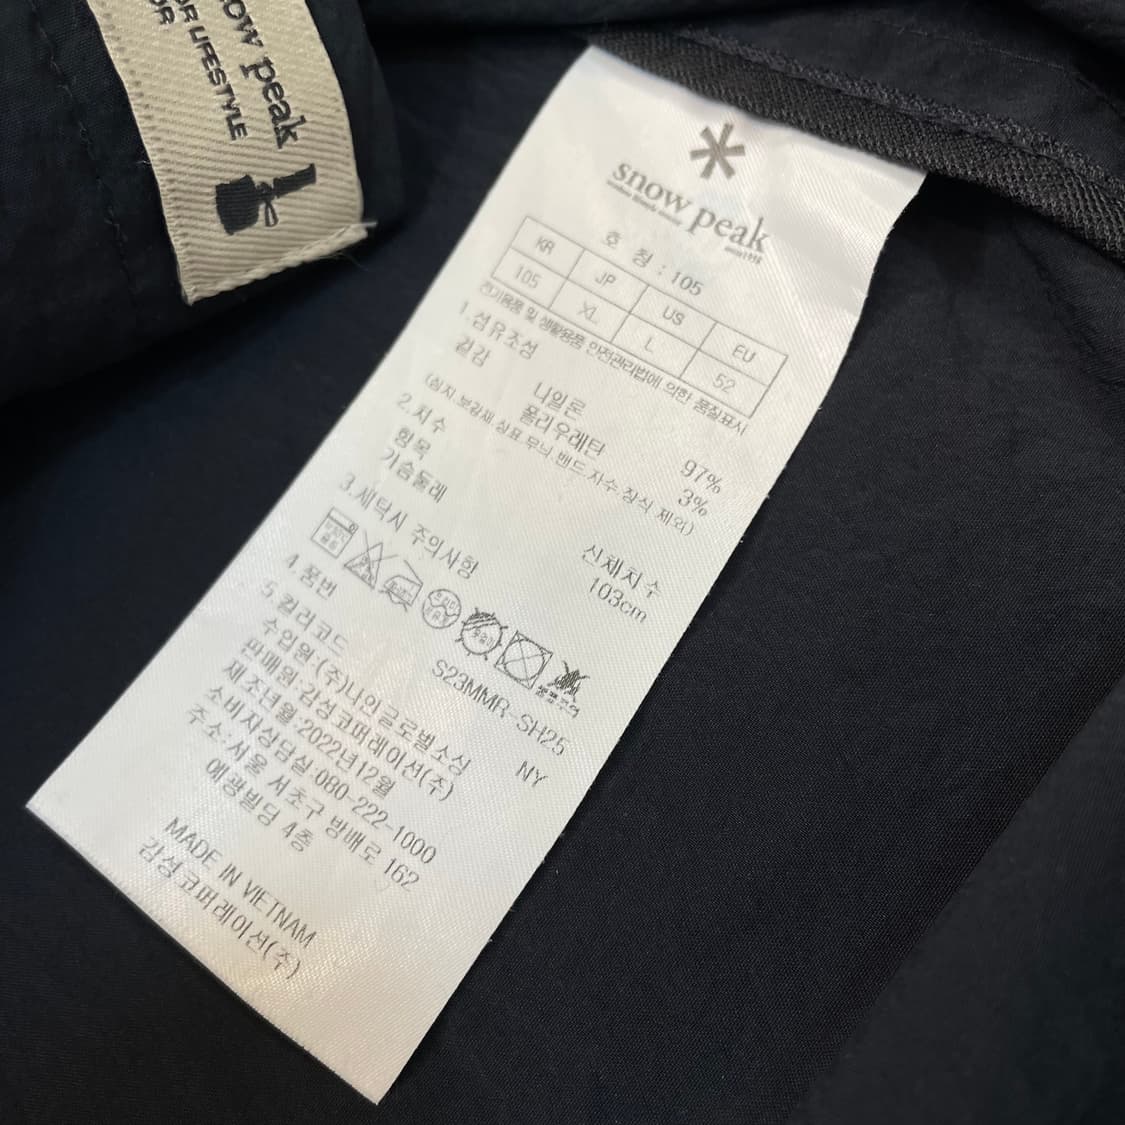 snow peak
OR LIFESTYLE
OR
snow peak
호 칭 : 105
KR JP US EU
105 XL L 52
전기용품 및 생활용품 안전관리법에 의한 품질표시
1.섬유조성
겉감 나일론 97%
폴리우레탄 3%
(심지.보강재.상표.무늬.밴드.자수.장식 제외)
2.치수
항목 신체치수
가슴둘레 103cm
3.세탁시 주의사항
4.품번 S23MMR-SH25
5.컬러코드 NY
수입원:(주)나인글로벌소싱
판매원:감성코퍼레이션(주)
제조년월:2022년12월
소비자상담실:080-222-1000
주소:서울 서초구 방배로 162
예광빌딩 4층
MADE IN VIETNAM
감성코퍼레이션(주)